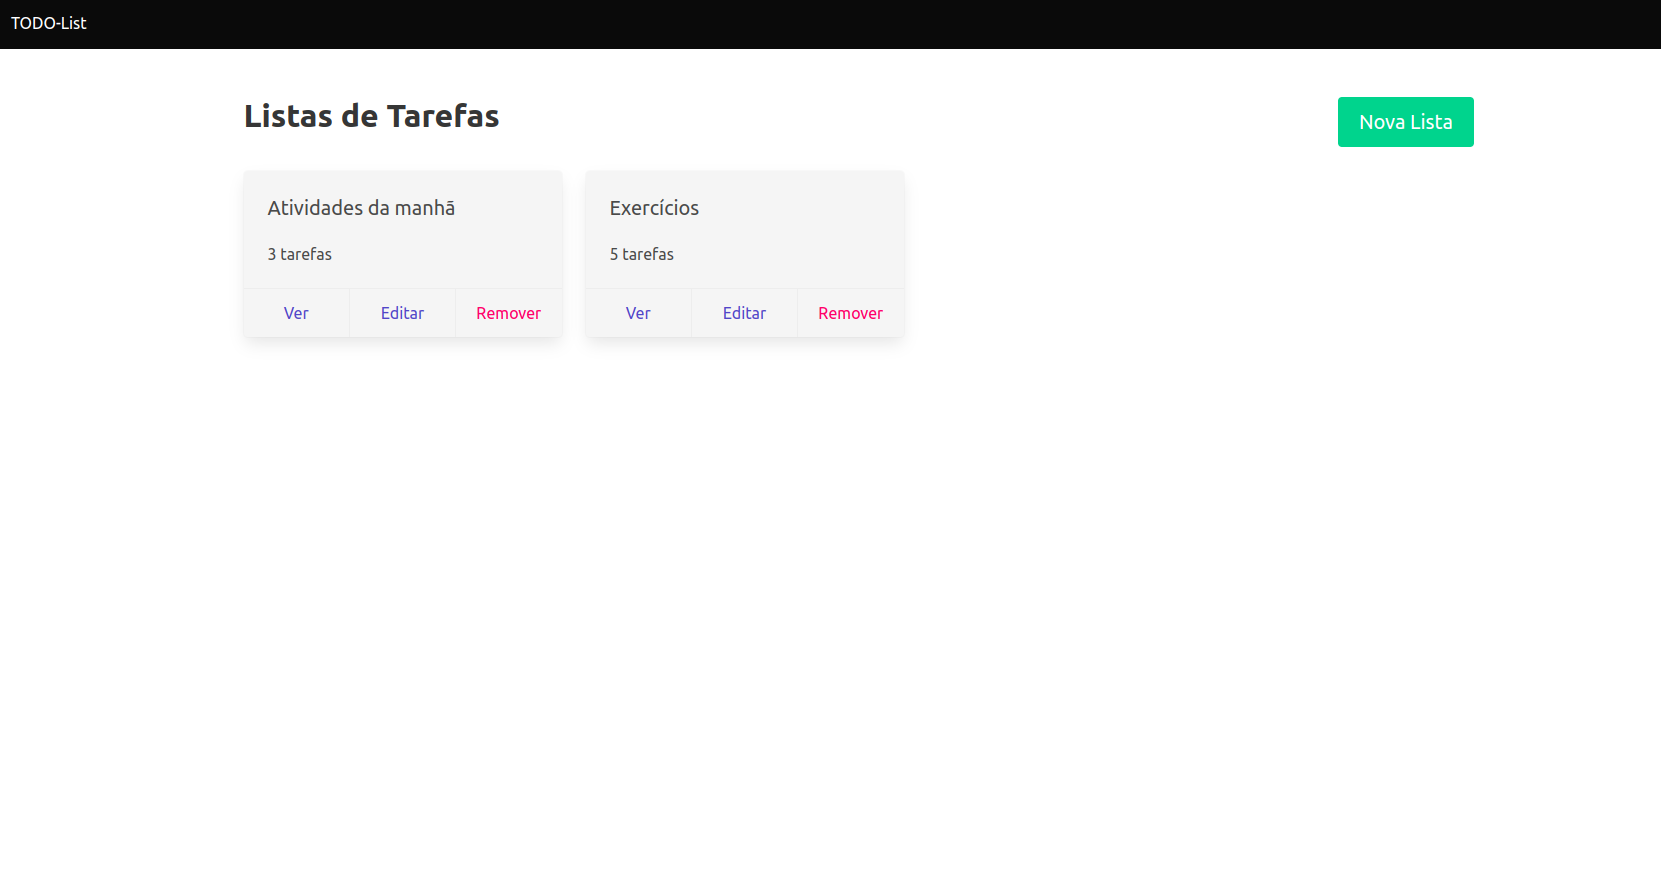 TODO-List
Listas de Tarefas
Nova Lista
Atividades da manhã
3 tarefas
Ver Editar Remover
Exercícios
5 tarefas
Ver Editar Remover